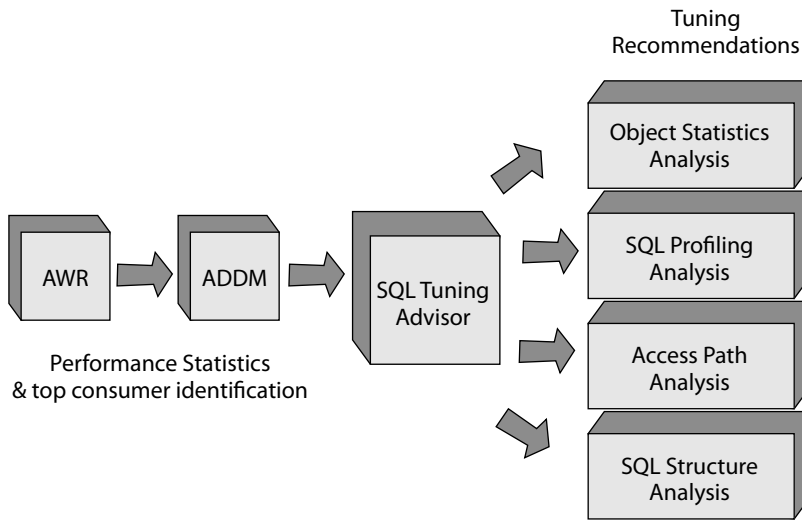 Tuning
Recommendations
Object Statistics
Analysis
SQL Profiling
Analysis
AWR
ADDM
SQL Tuning
Advisor
Access Path
Analysis
Performance Statistics
& top consumer identification
SQL Structure
Analysis